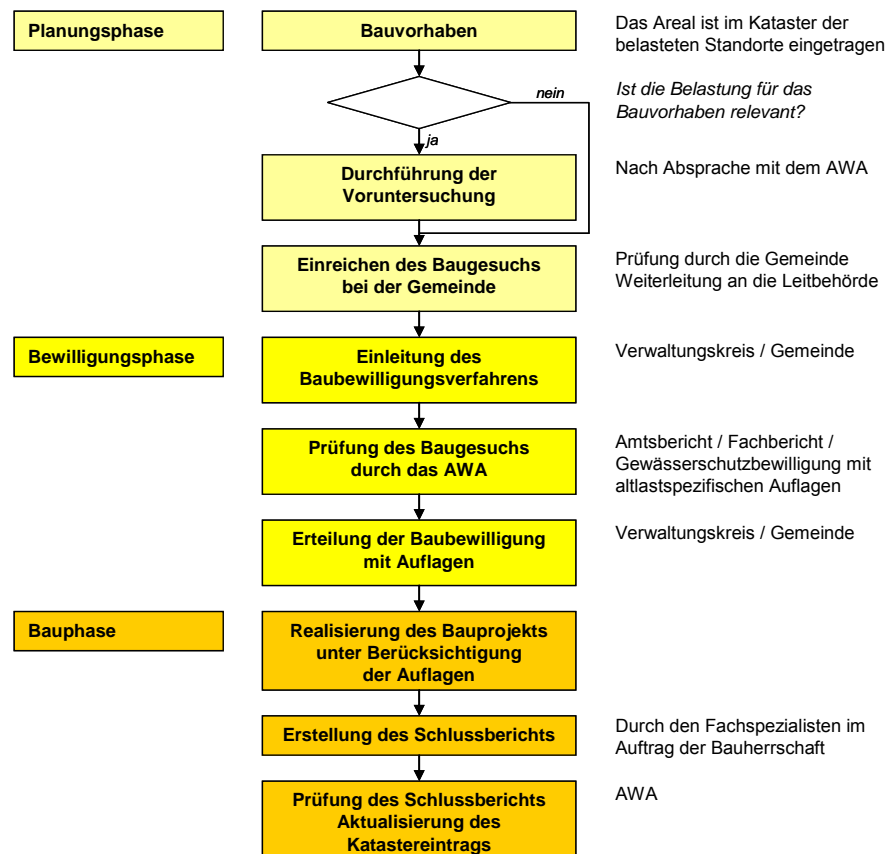 Planungsphase
Bauvorhaben
Das Areal ist im Kataster der
belasteten Standorte eingetragen
nein
Ist die Belastung für das
Bauvorhaben relevant?
ja
Durchführung der
Voruntersuchung
Nach Absprache mit dem AWA
Einreichen des Baugesuchs
bei der Gemeinde
Prüfung durch die Gemeinde
Weiterleitung an die Leitbehörde
Bewilligungsphase
Einleitung des
Baubewilligungsverfahrens
Verwaltungskreis / Gemeinde
Prüfung des Baugesuchs
durch das AWA
Amtsbericht / Fachbericht /
Gewässerschutzbewilligung mit
altlastspezifischen Auflagen
Erteilung der Baubewilligung
mit Auflagen
Verwaltungskreis / Gemeinde
Bauphase
Realisierung des Bauprojekts
unter Berücksichtigung
der Auflagen
Erstellung des Schlussberichts
Durch den Fachspezialisten im
Auftrag der Bauherrschaft
Prüfung des Schlussberichts
Aktualisierung des
Katastereintrags
AWA